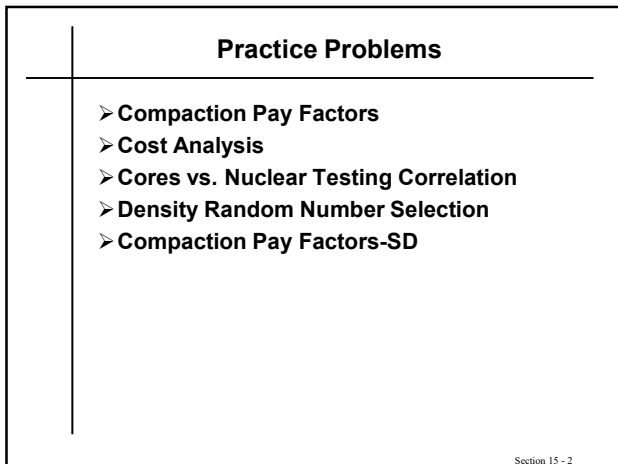 Practice Problems
➢ Compaction Pay Factors
➢ Cost Analysis
➢ Cores vs. Nuclear Testing Correlation
➢ Density Random Number Selection
➢ Compaction Pay Factors-SD
Section 15 - 2